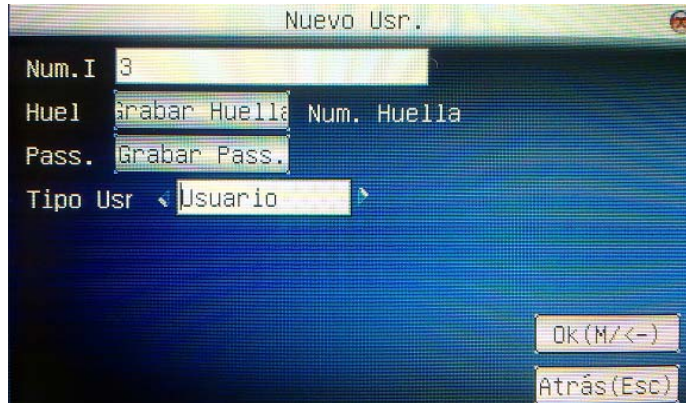 Nuevo Usr.
Num.I 3
Huel Grabar Huella Num. Huella
Pass. Grabar Pass.
Tipo Usr Usuario
Ok(M/<-)
Atrás(Esc)